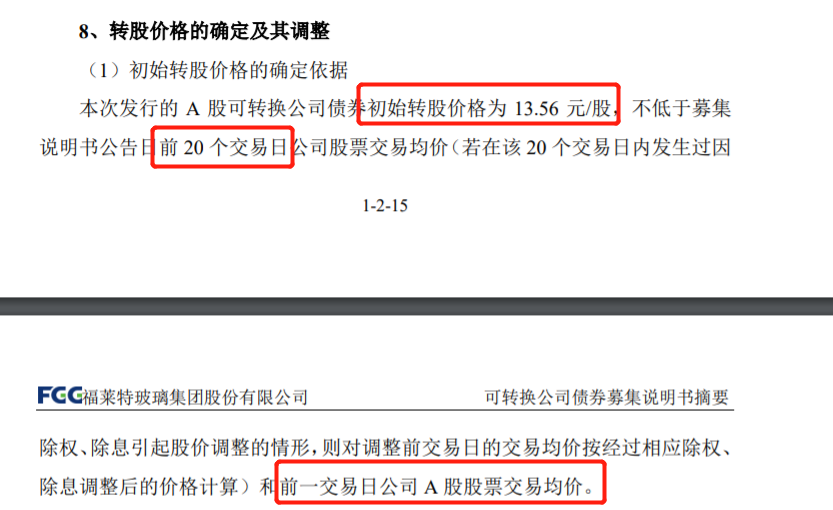 8、转股价格的确定及其调整
（1）初始转股价格的确定依据
本次发行的 A 股可转换公司债券初始转股价格为 13.56 元/股，不低于募集
说明书公告日前 20 个交易日公司股票交易均价（若在该 20 个交易日内发生过因
1-2-15
FGG福莱特玻璃集团股份有限公司 可转换公司债券募集说明书摘要
除权、除息引起股价调整的情形，则对调整前交易日的交易均价按经过相应除权、
除息调整后的价格计算）和前一交易日公司 A 股股票交易均价。